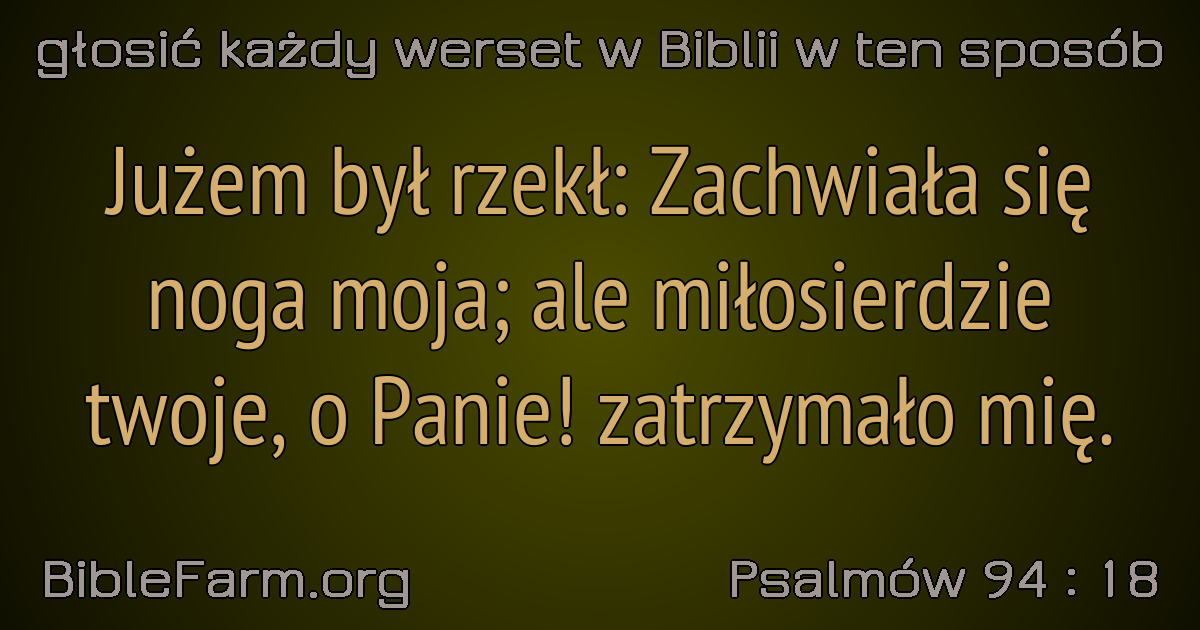 głosić każdy werset w Biblii w ten sposób
Jużem był rzekł: Zachwiała się
noga moja; ale miłosierdzie
twoje, o Panie! zatrzymało mię.
BibleFarm.org
Psalmów 94 : 18